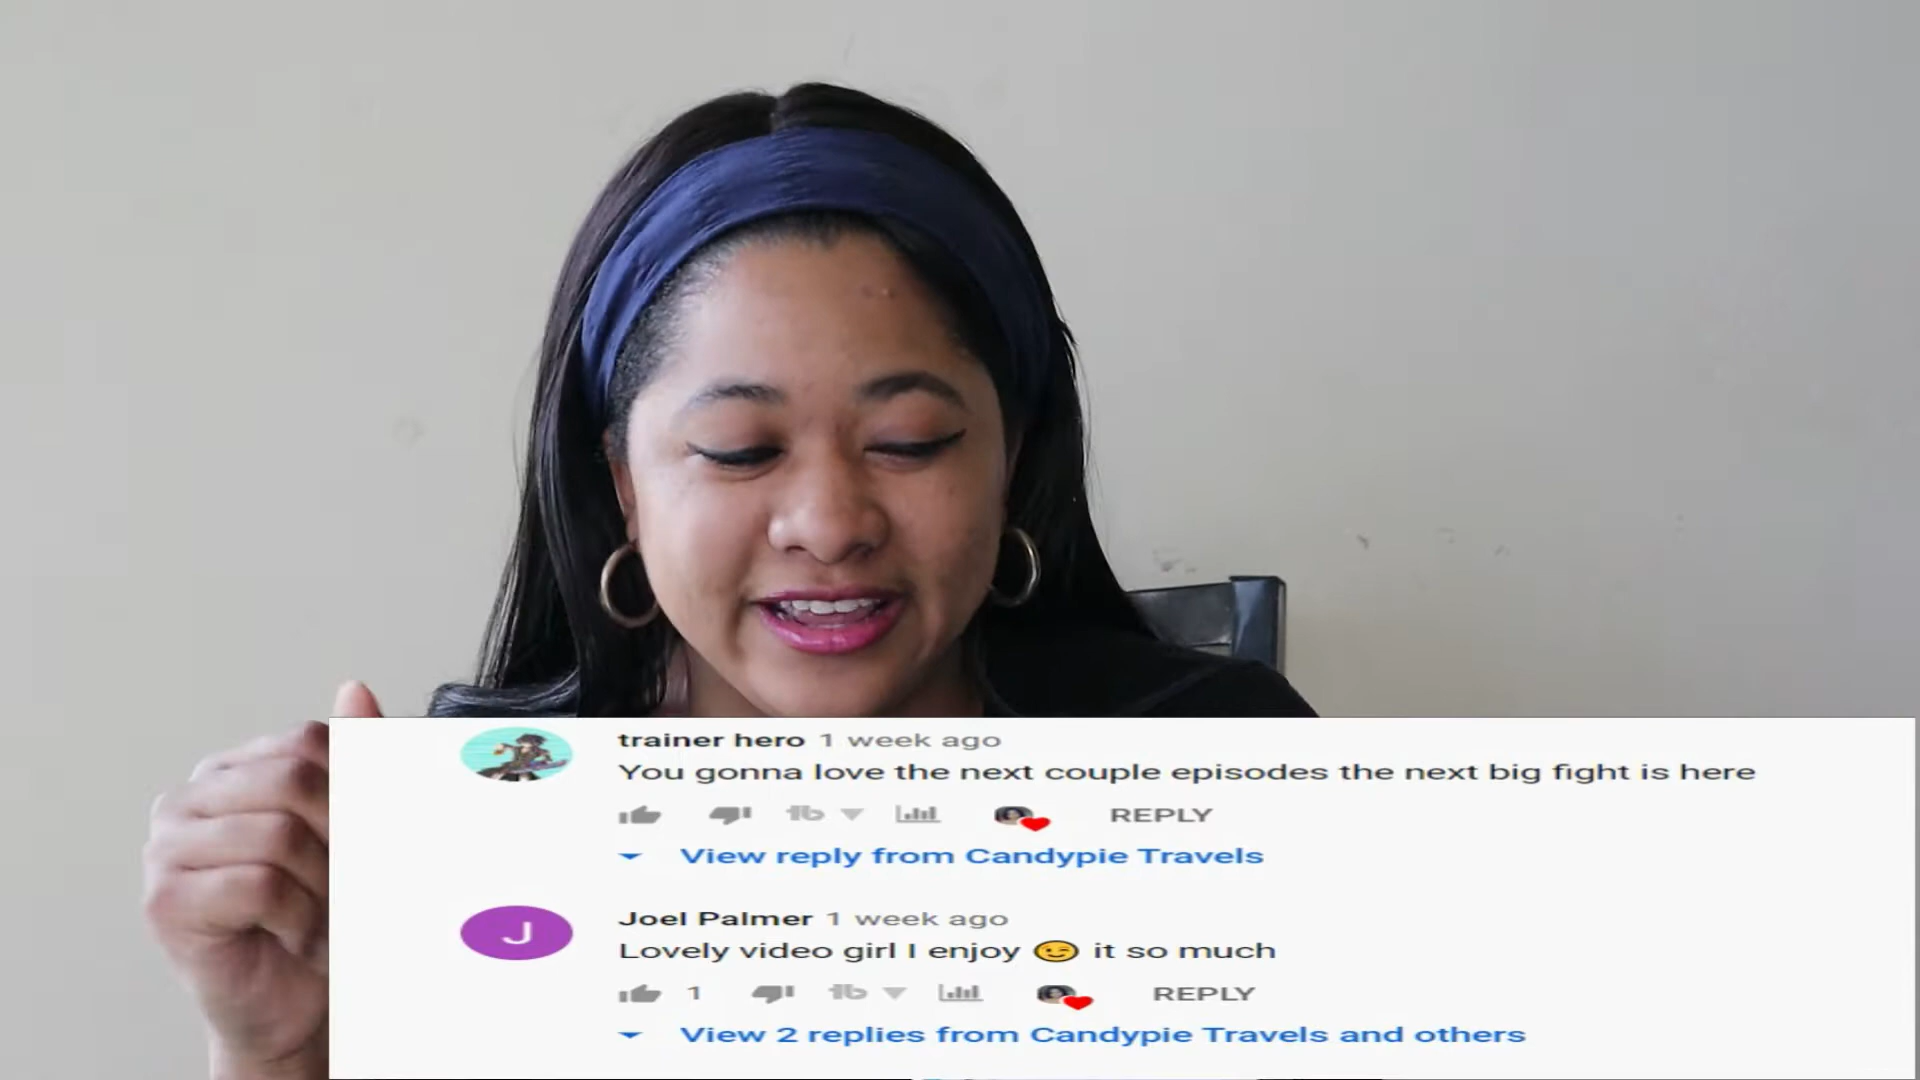 trainer hero 1 week ago
You gonna love the next couple episodes the next big fight is here
REPLY
View reply from Candypie Travels
J
Joel Palmer 1 week ago
Lovely video girl I enjoy 😉 it so much
1 REPLY
View 2 replies from Candypie Travels and others